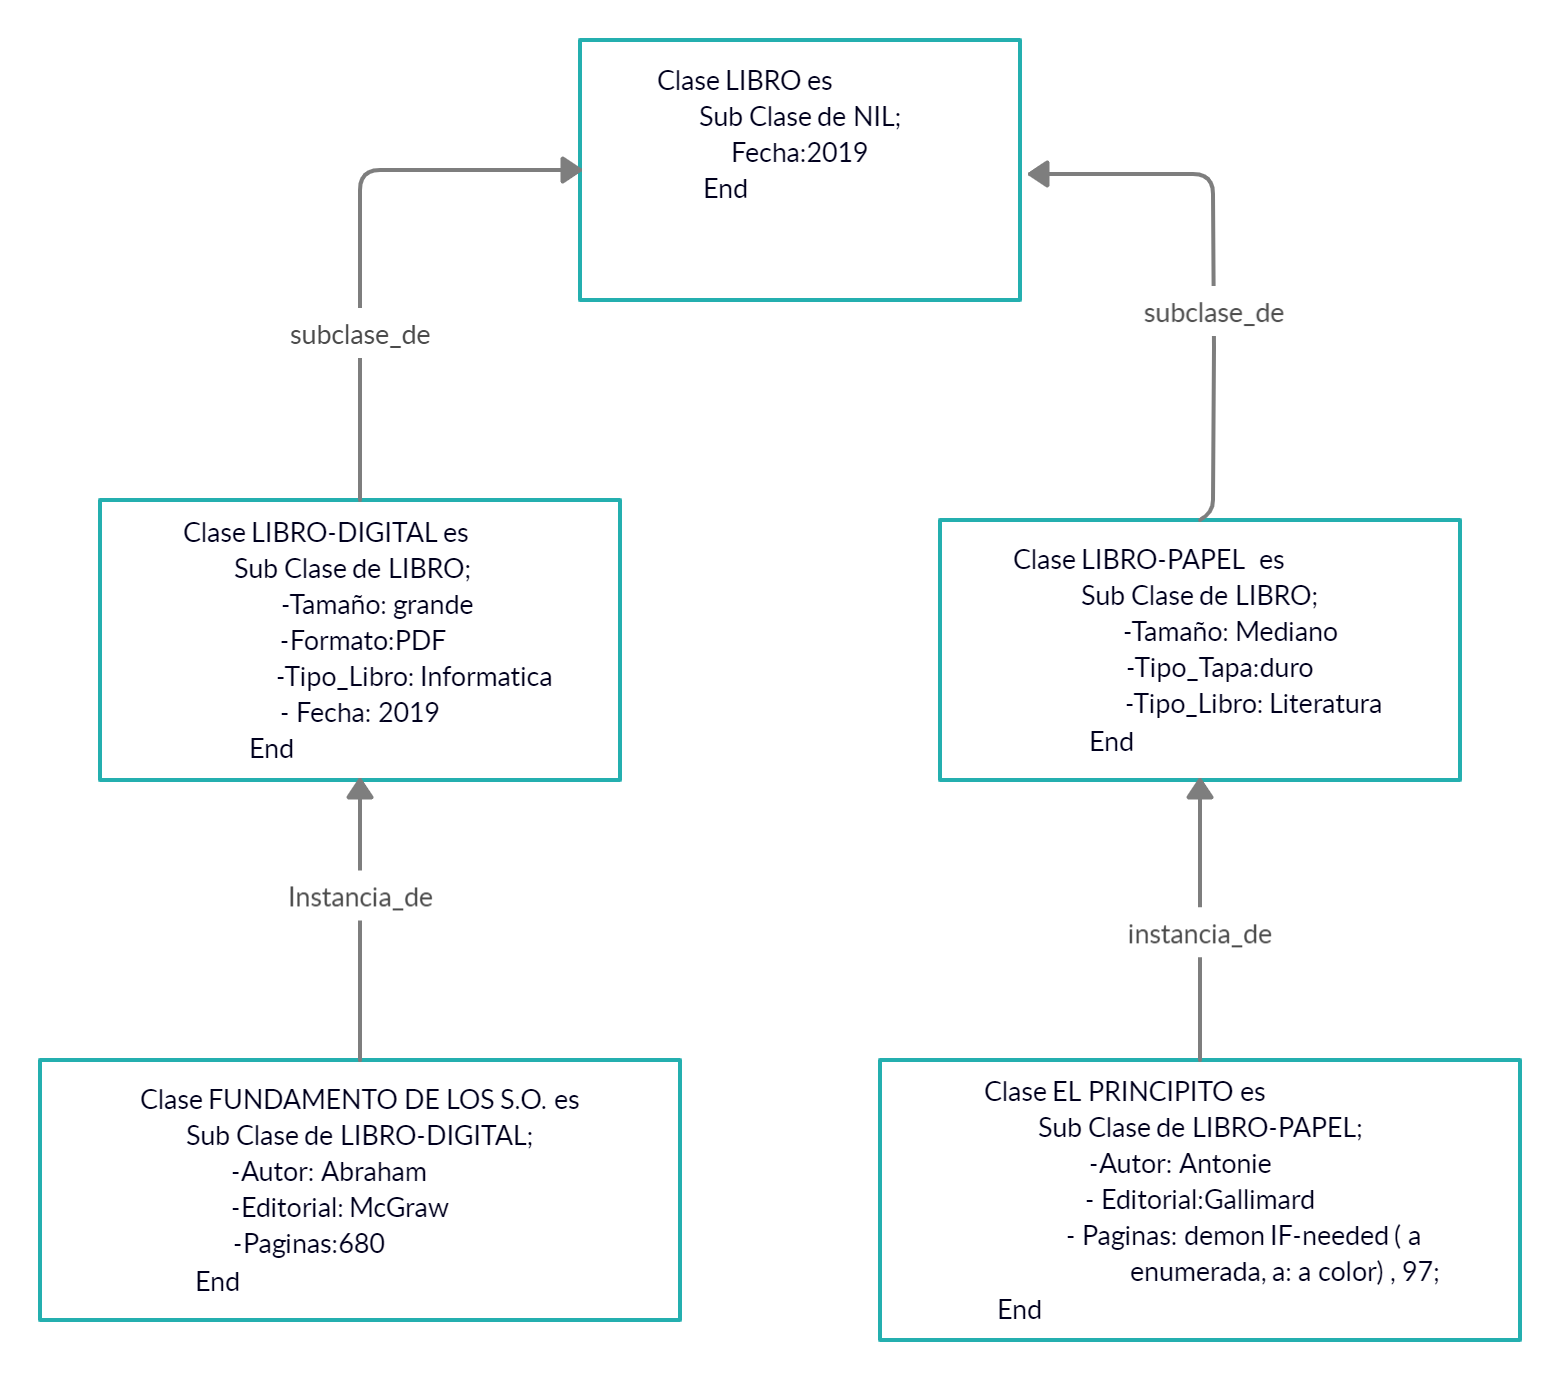 Clase LIBRO es
Sub Clase de NIL;
Fecha:2019
End
subclase_de
subclase_de
Clase LIBRO-DIGITAL es
Sub Clase de LIBRO;
-Tamaño: grande
-Formato:PDF
-Tipo_Libro: Informatica
- Fecha: 2019
End
Clase LIBRO-PAPEL es
Sub Clase de LIBRO;
-Tamaño: Mediano
-Tipo_Tapa:duro
-Tipo_Libro: Literatura
End
Instancia_de
instancia_de
Clase FUNDAMENTO DE LOS S.O. es
Sub Clase de LIBRO-DIGITAL;
-Autor: Abraham
-Editorial: McGraw
-Paginas:680
End
Clase EL PRINCIPITO es
Sub Clase de LIBRO-PAPEL;
-Autor: Antonie
- Editorial:Gallimard
- Paginas: demon IF-needed ( a
enumerada, a: a color) , 97;
End